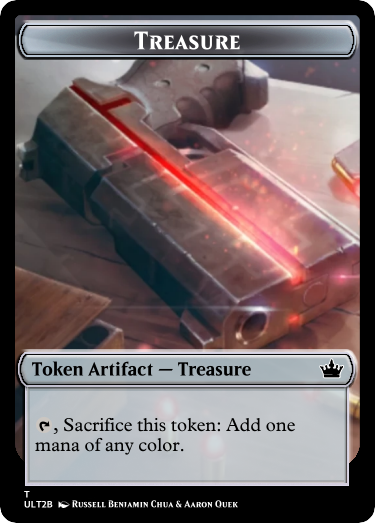 Treasure
Token Artifact — Treasure
, Sacrifice this token: Add one
mana of any color.
T
ULT2B Russell Benjamin Chua & Aaron Ouek